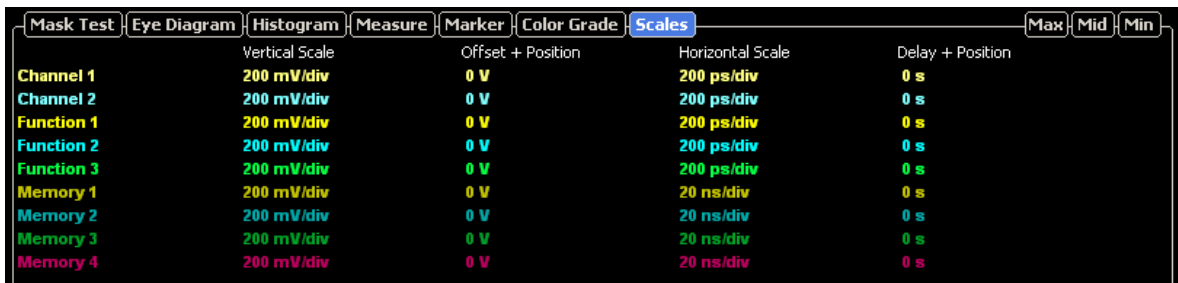 Mask Test Eye Diagram Histogram Measure Marker Color Grade Scales Max Mid Min
Vertical Scale Offset + Position Horizontal Scale Delay + Position
Channel 1 200 mV/div 0 V 200 ps/div 0 s
Channel 2 200 mV/div 0 V 200 ps/div 0 s
Function 1 200 mV/div 0 V 200 ps/div 0 s
Function 2 200 mV/div 0 V 200 ps/div 0 s
Function 3 200 mV/div 0 V 200 ps/div 0 s
Memory 1 200 mV/div 0 V 20 ns/div 0 s
Memory 2 200 mV/div 0 V 20 ns/div 0 s
Memory 3 200 mV/div 0 V 20 ns/div 0 s
Memory 4 200 mV/div 0 V 20 ns/div 0 s